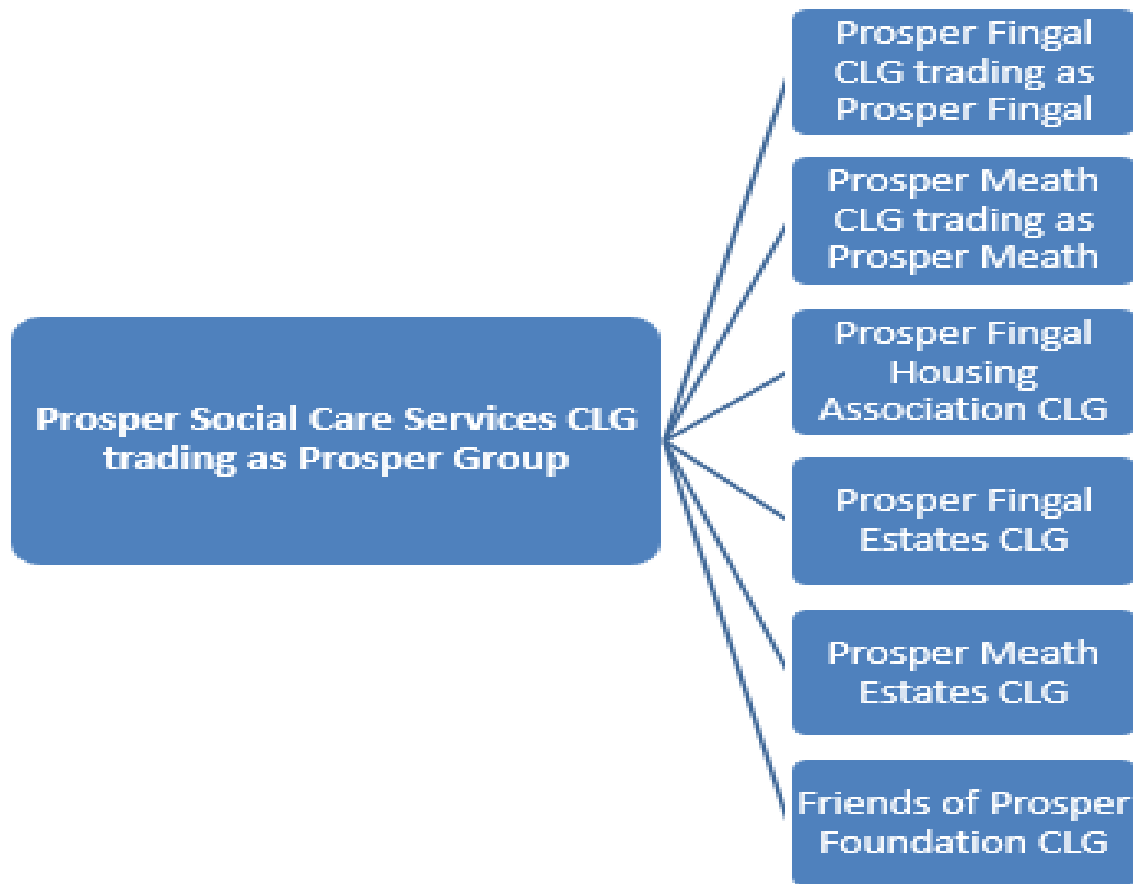 Prosper Fingal
CLG trading as
Prosper Fingal
Prosper Meath
CLG trading as
Prosper Meath
Prosper Fingal
Housing
Association CLG
Prosper Social Care Services CLG
trading as Prosper Group
Prosper Fingal
Estates CLG
Prosper Meath
Estates CLG
Friends of Prosper
Foundation CLG